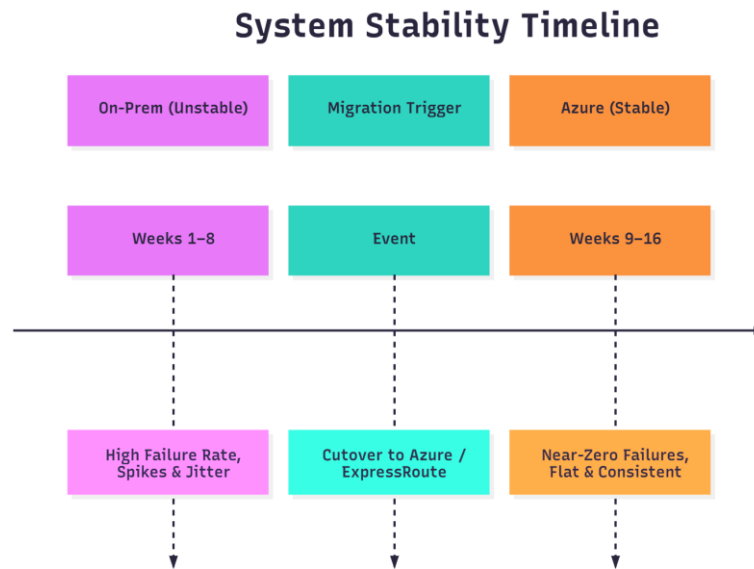 System Stability Timeline
On-Prem (Unstable)
Migration Trigger
Azure (Stable)
Weeks 1–8
Event
Weeks 9–16
High Failure Rate,
Spikes & Jitter
Cutover to Azure /
ExpressRoute
Near-Zero Failures,
Flat & Consistent